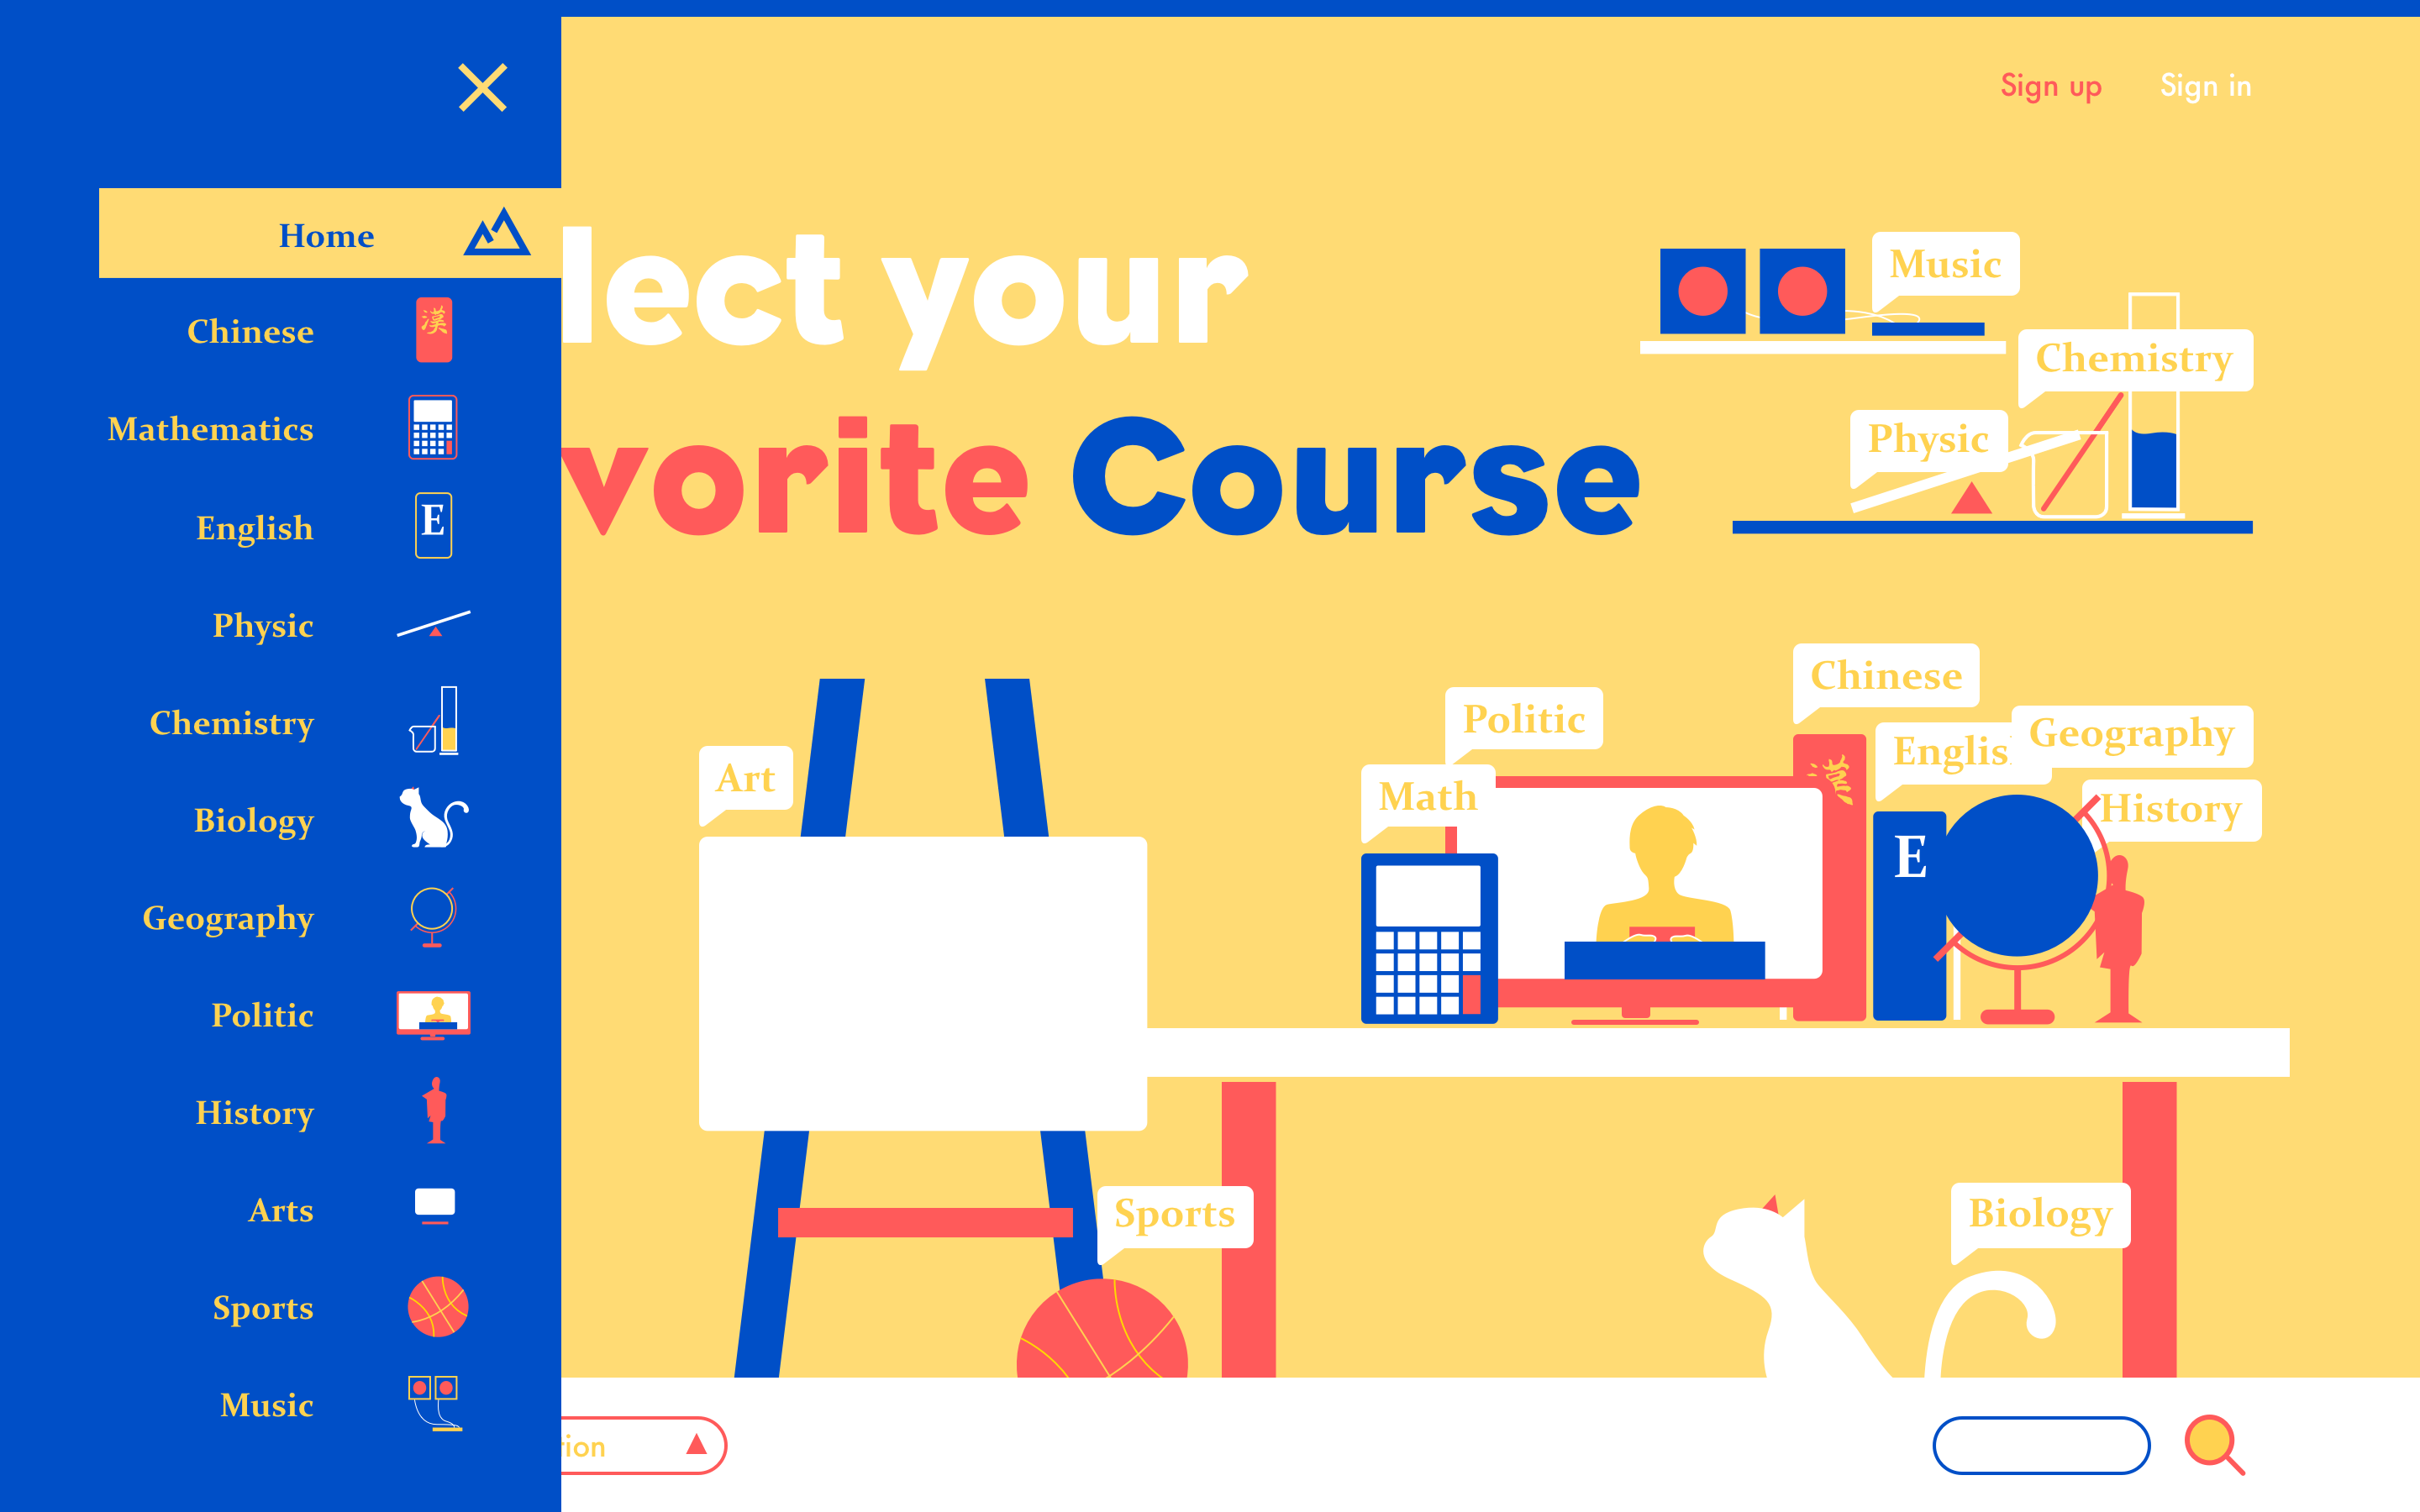 Sign up
Sign in
Home
Chinese
漢
Mathematics
English
E
Physic
Chemistry
Biology
Geography
Politic
History
Arts
Sports
Music
lect your
vorite Course
Music
Chemistry
Physic
Chinese
Politic
Englis
Geography
Art
Math
History
漢
E
Sports
Biology
ion